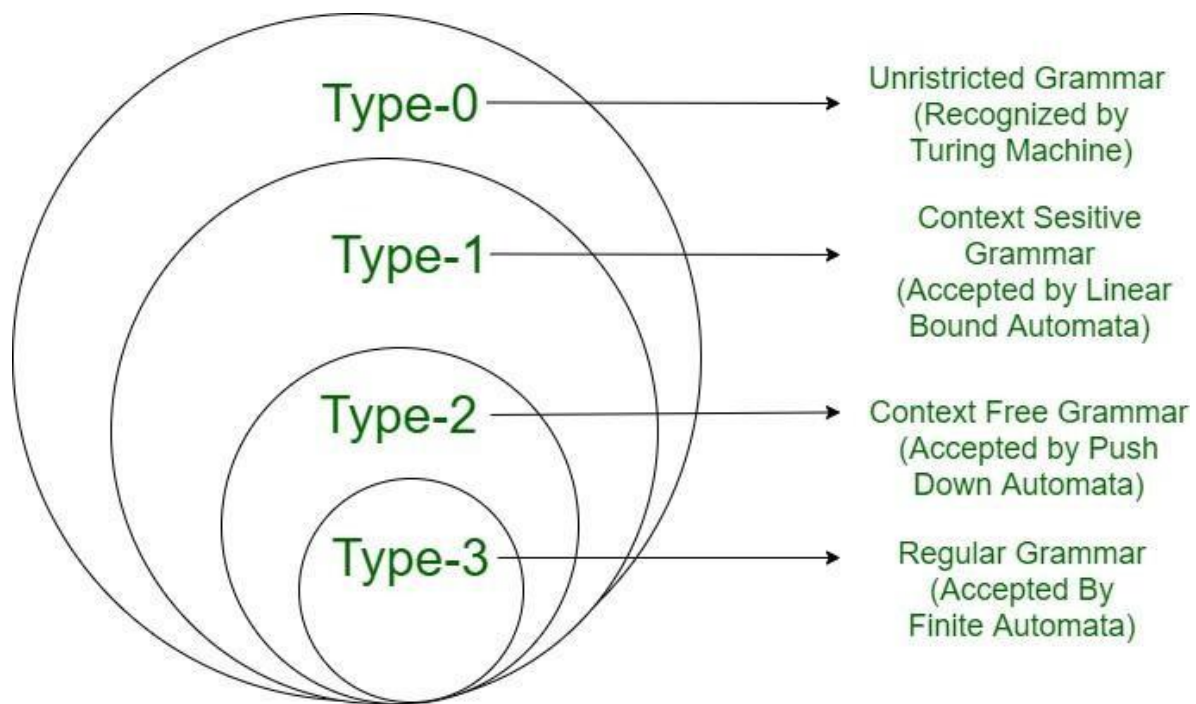 Type-0
Unristricted Grammar
(Recognized by
Turing Machine)
Type-1
Context Sesitive
Grammar
(Accepted by Linear
Bound Automata)
Type-2
Context Free Grammar
(Accepted by Push
Down Automata)
Type-3
Regular Grammar
(Accepted By
Finite Automata)